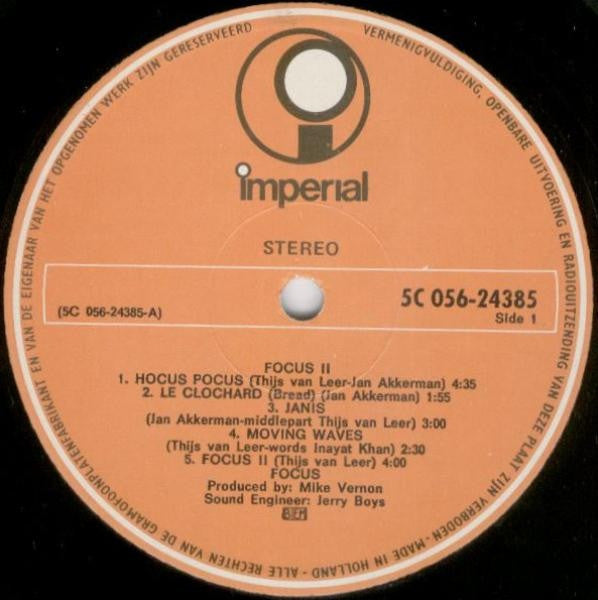 ALLE RECHTEN VAN DE GRAMOFOONPLATENFABRIKANT EN VAN DE EIGENAAR VAN HET OPGENOMEN WERK ZIJN GERESERVEERD
VERMENIGVULDIGING, OPENBARE UITVOERING EN RADIOUITZENDING VAN DEZE PLAAT ZIJN VERBODEN - MADE IN HOLLAND -
imperial
STEREO
(5C 056-24385-A)
5C 056-24385
Side 1
FOCUS II
1. HOCUS POCUS (Thijs van Leer-Jan Akkerman) 4:35
2. LE CLOCHARD (Bread) (Jan Akkerman) 1:55
3. JANIS
(Jan Akkerman-middlepart Thijs van Leer) 3:00
4. MOVING WAVES
(Thijs van Leer-words Inayat Khan) 2:30
5. FOCUS II (Thijs van Leer) 4:00
FOCUS
Produced by: Mike Vernon
Sound Engineer: Jerry Boys
BIEM